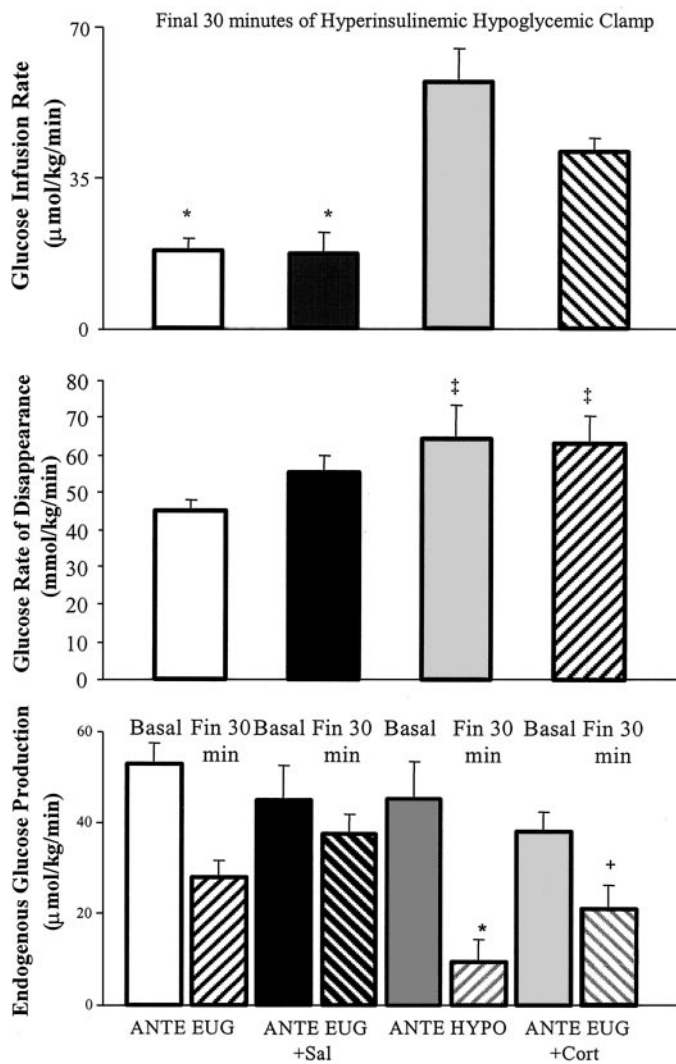 Final 30 minutes of Hyperinsulinemic Hypoglycemic Clamp
Glucose Infusion Rate
(µmol/kg/min)
70
35
0
*
*
Glucose Rate of Disappearance
(mmol/kg/min)
80
70
60
50
40
30
20
10
0
‡
‡
Endogenous Glucose Production
(µmol/kg/min)
60
40
20
0
Basal Fin 30 Basal Fin 30 Basal Fin 30 Basal Fin 30
min min min min
*
+
ANTE EUG ANTE EUG ANTE HYPO ANTE EUG
+Sal +Cort